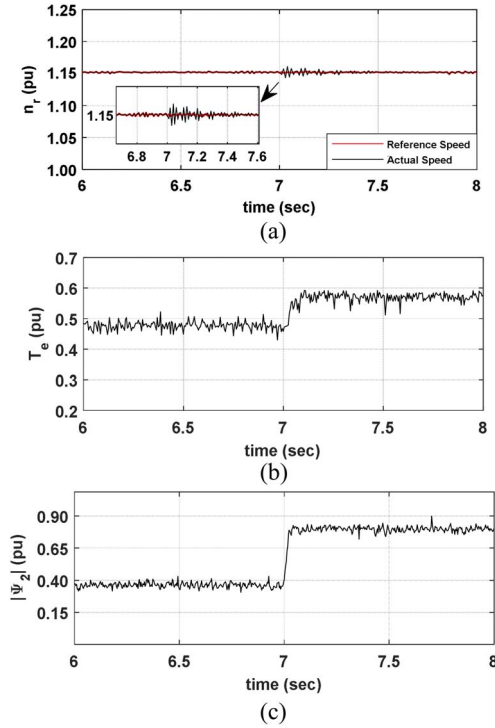 1.25
1.20
1.15
1.10
1.05
1.00
n_r (pu)
1.15
6.8 7 7.2 7.4 7.6
Reference Speed
Actual Speed
6 6.5 7 7.5 8
time (sec)
(a)
0.7
0.6
0.5
0.4
0.3
0.2
T_e (pu)
6 6.5 7 7.5 8
time (sec)
(b)
0.90
0.65
0.40
0.15
|Ψ_2| (pu)
6 6.5 7 7.5 8
time (sec)
(c)